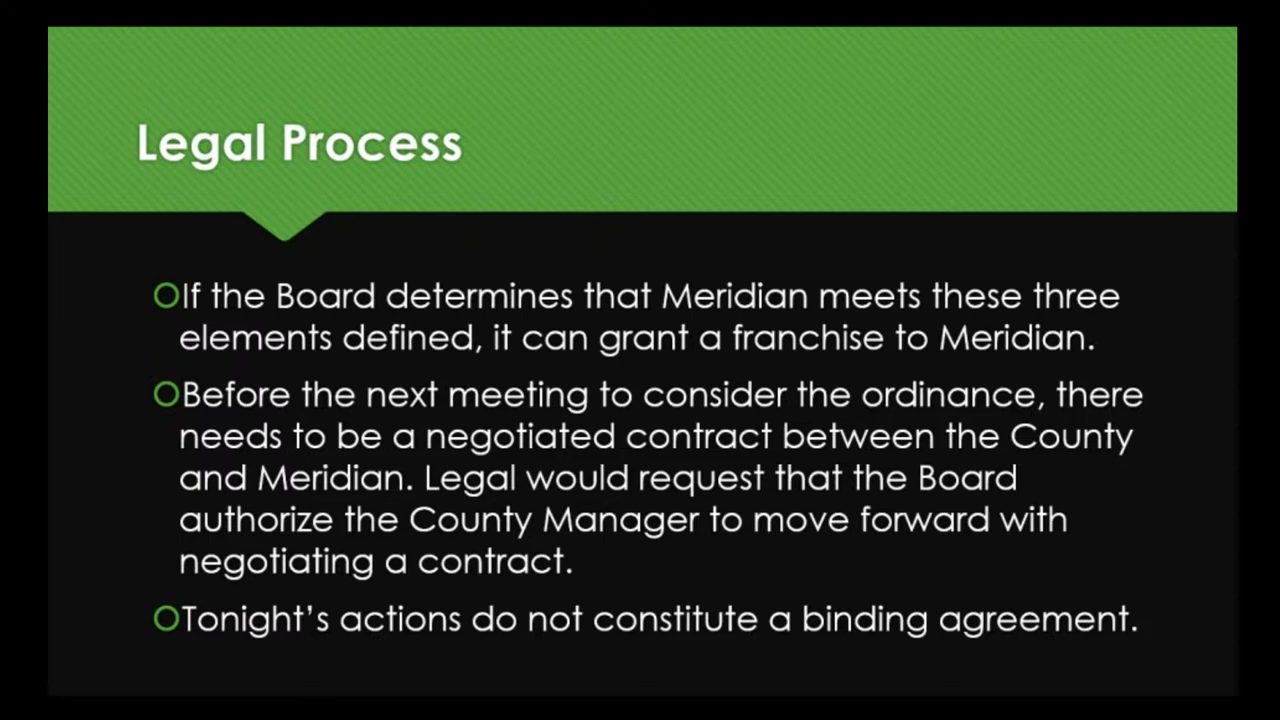 Legal Process
If the Board determines that Meridian meets these three
elements defined, it can grant a franchise to Meridian.
Before the next meeting to consider the ordinance, there
needs to be a negotiated contract between the County
and Meridian. Legal would request that the Board
authorize the County Manager to move forward with
negotiating a contract.
Tonight's actions do not constitute a binding agreement.